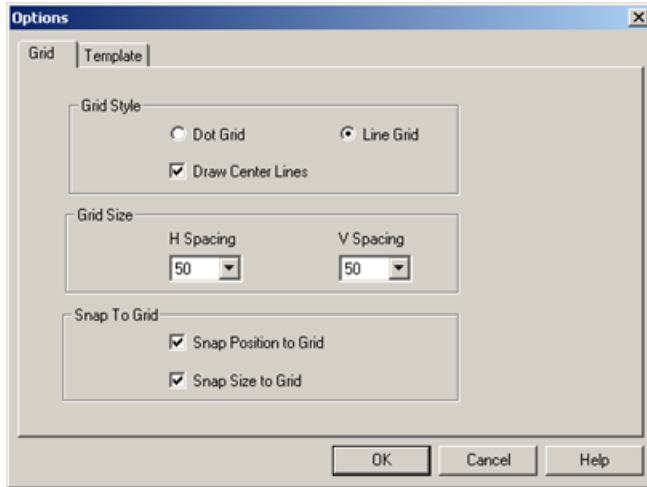 Options
Grid Template
Grid Style
Dot Grid Line Grid
Draw Center Lines
Grid Size
H Spacing V Spacing
50 50
Snap To Grid
Snap Position to Grid
Snap Size to Grid
OK Cancel Help